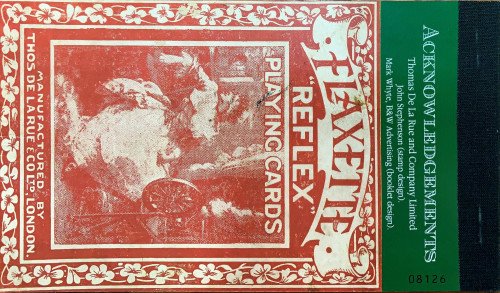 ACKNOWLEDGEMENTS
Thomas De La Rue and Company Limited
John Stephenson (stamp design).
Mark Whyte, B&W Advertising (booklet design).
08126
FLEXETTE
"REFLEX"
PLAYING CARDS
MANUFACTURED BY
THOS DE LA RUE & CO LTD. LONDON.